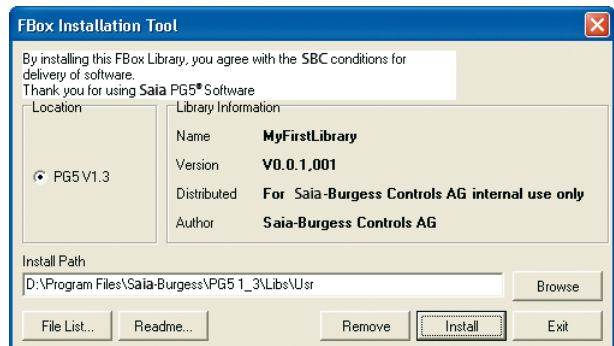 FBox Installation Tool
By installing this FBox Library, you agree with the SBC conditions for
delivery of software.
Thank you for using Saia PG5® Software
Location
PG5 V1.3
Library Information
Name MyFirstLibrary
Version V0.0.1,001
Distributed For Saia-Burgess Controls AG internal use only
Author Saia-Burgess Controls AG
Install Path
D:\Program Files\Saia-Burgess\PG5 1_3\Libs\Usr
Browse
File List... Readme... Remove Install Exit